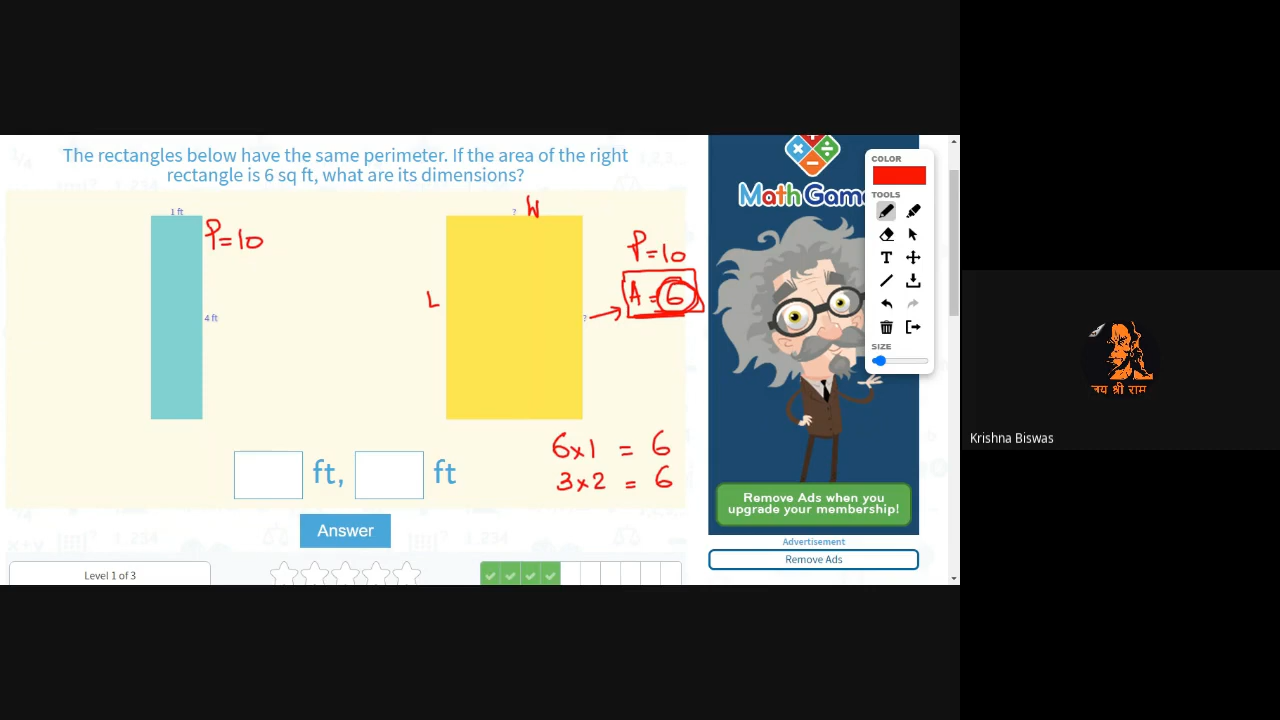 The rectangles below have the same perimeter. If the area of the right
rectangle is 6 sq ft, what are its dimensions?
1 ft
P=10
4 ft
? W
L
?
P=10
A=6
6x1 = 6
3x2 = 6
ft, ft
Answer
Level 1 of 3
Math Game
Remove Ads when you
upgrade your membership!
Advertisement
Remove Ads
COLOR
TOOLS
T
SIZE
जय श्री राम
Krishna Biswas